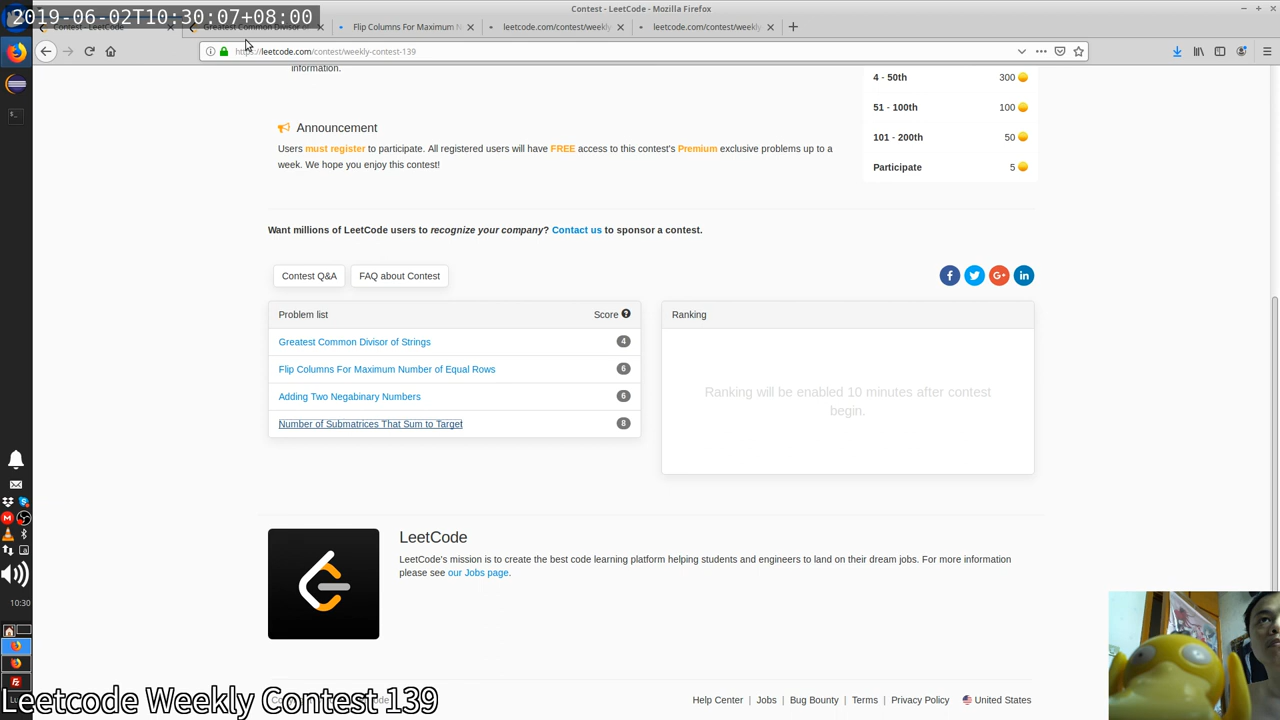 Contest - LeetCode - Mozilla Firefox
2019-06-02T10:30:07+08:00
Contest - LeetCode
Greatest Common Divisor
Flip Columns For Maximum N
leetcode.com/contest/weekly
leetcode.com/contest/weekly
https://leetcode.com/contest/weekly-contest-139
information.
4 - 50th 300
51 - 100th 100
Announcement
101 - 200th 50
Users must register to participate. All registered users will have FREE access to this contest's Premium exclusive problems up to a
week. We hope you enjoy this contest!
Participate 5
Want millions of LeetCode users to recognize your company? Contact us to sponsor a contest.
Contest Q&A
FAQ about Contest
Problem list Score
Greatest Common Divisor of Strings 4
Flip Columns For Maximum Number of Equal Rows 6
Adding Two Negabinary Numbers 6
Number of Submatrices That Sum to Target 8
Ranking
Ranking will be enabled 10 minutes after contest
begin.
LeetCode
LeetCode's mission is to create the best code learning platform helping students and engineers to land on their dream jobs. For more information
please see our Jobs page.
10:30
Leetcode Weekly Contest 139
Help Center | Jobs | Bug Bounty | Terms | Privacy Policy | United States